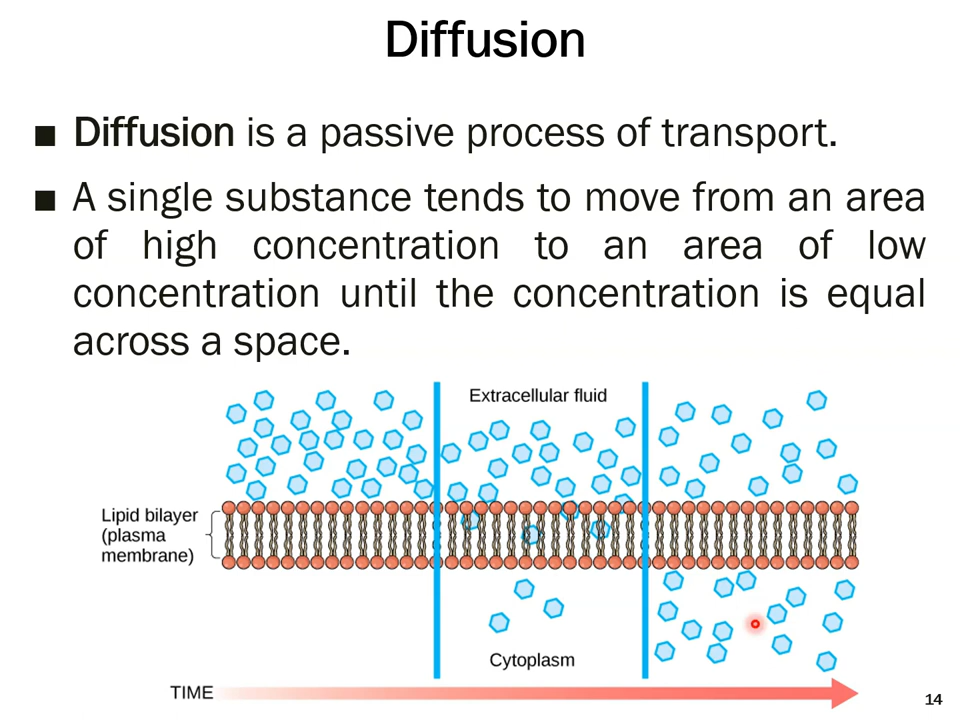 Diffusion
■ Diffusion is a passive process of transport.
■ A single substance tends to move from an area
of high concentration to an area of low
concentration until the concentration is equal
across a space.
Extracellular fluid
Lipid bilayer
(plasma
membrane)
Cytoplasm
TIME
14